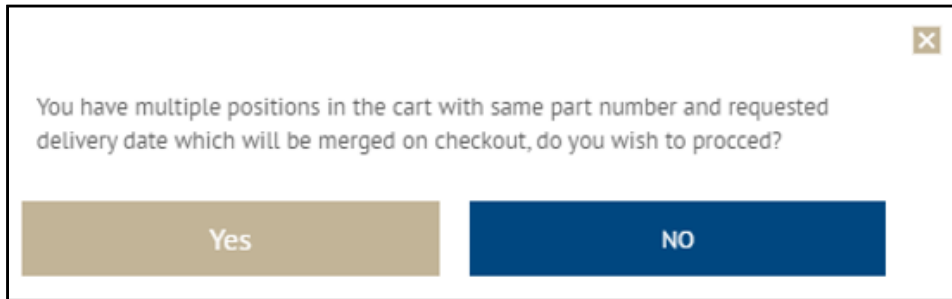 You have multiple positions in the cart with same part number and requested
delivery date which will be merged on checkout, do you wish to procced?
Yes
NO